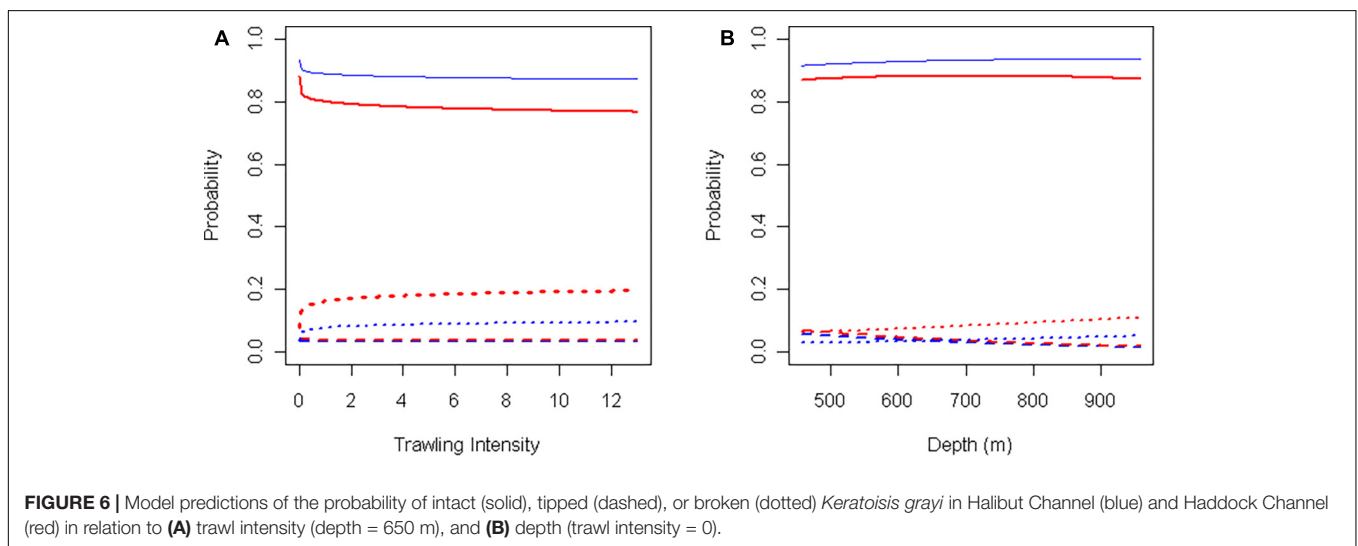 A
B
1.0
0.8
0.6
0.4
0.2
0.0
Probability
0 2 4 6 8 10 12
Trawling Intensity
1.0
0.8
0.6
0.4
0.2
0.0
Probability
500 600 700 800 900
Depth (m)
FIGURE 6 | Model predictions of the probability of intact (solid), tipped (dashed), or broken (dotted) Keratoisis grayi in Halibut Channel (blue) and Haddock Channel
(red) in relation to (A) trawl intensity (depth = 650 m), and (B) depth (trawl intensity = 0).